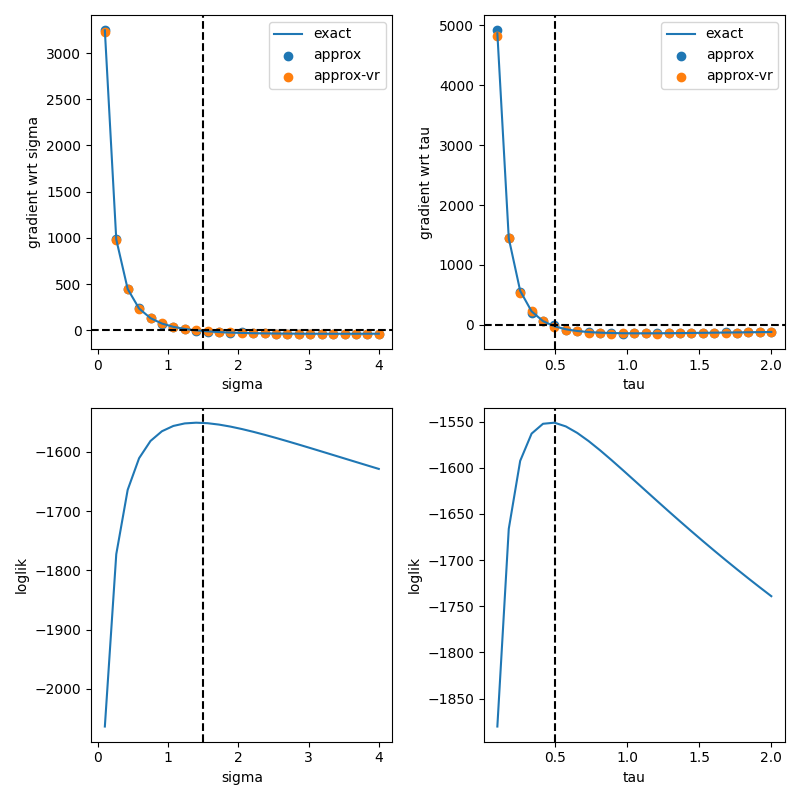 gradient wrt sigma
3000
2500
2000
1500
1000
500
0
exact
approx
approx-vr
0 1 2 3 4
sigma
gradient wrt tau
5000
4000
3000
2000
1000
0
exact
approx
approx-vr
0.5 1.0 1.5 2.0
tau
loglik
−1600
−1700
−1800
−1900
−2000
0 1 2 3 4
sigma
loglik
−1550
−1600
−1650
−1700
−1750
−1800
−1850
0.5 1.0 1.5 2.0
tau